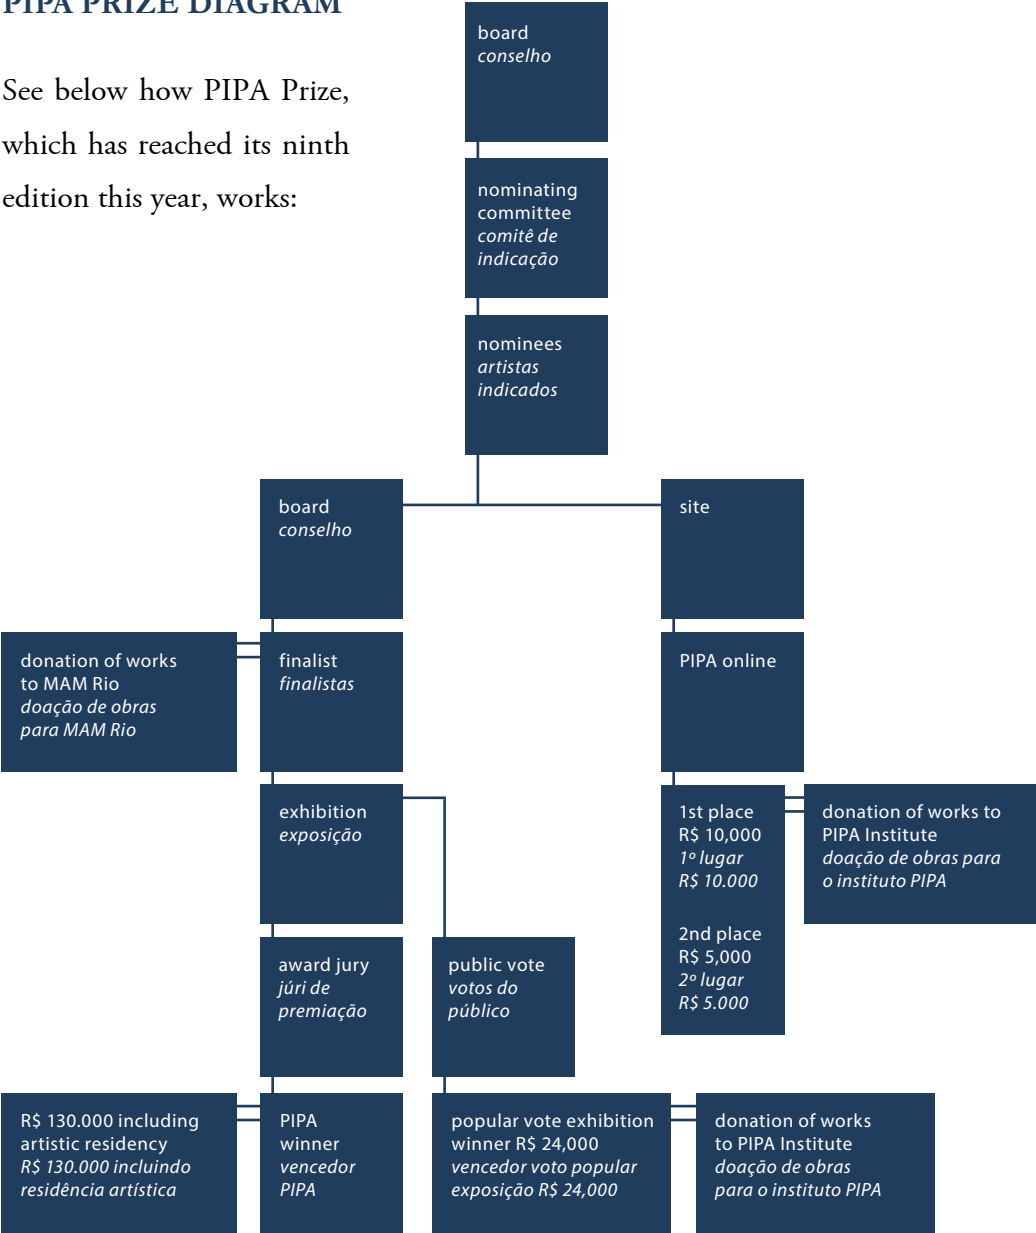 PIPA PRIZE DIAGRAM
See below how PIPA Prize,
which has reached its ninth
edition this year, works:
board
conselho
nominating
committee
comitê de
indicação
nominees
artistas
indicados
board
conselho
site
donation of works
to MAM Rio
doação de obras
para MAM Rio
finalist
finalistas
PIPA online
exhibition
exposição
1st place
R$ 10,000
1º lugar
R$ 10.000
2nd place
R$ 5,000
2º lugar
R$ 5.000
donation of works to
PIPA Institute
doação de obras para
o instituto PIPA
award jury
júri de
premiação
public vote
votos do
público
R$ 130.000 including
artistic residency
R$ 130.000 incluindo
residência artística
PIPA
winner
vencedor
PIPA
popular vote exhibition
winner R$ 24,000
vencedor voto popular
exposição R$ 24,000
donation of works
to PIPA Institute
doação de obras
para o instituto PIPA